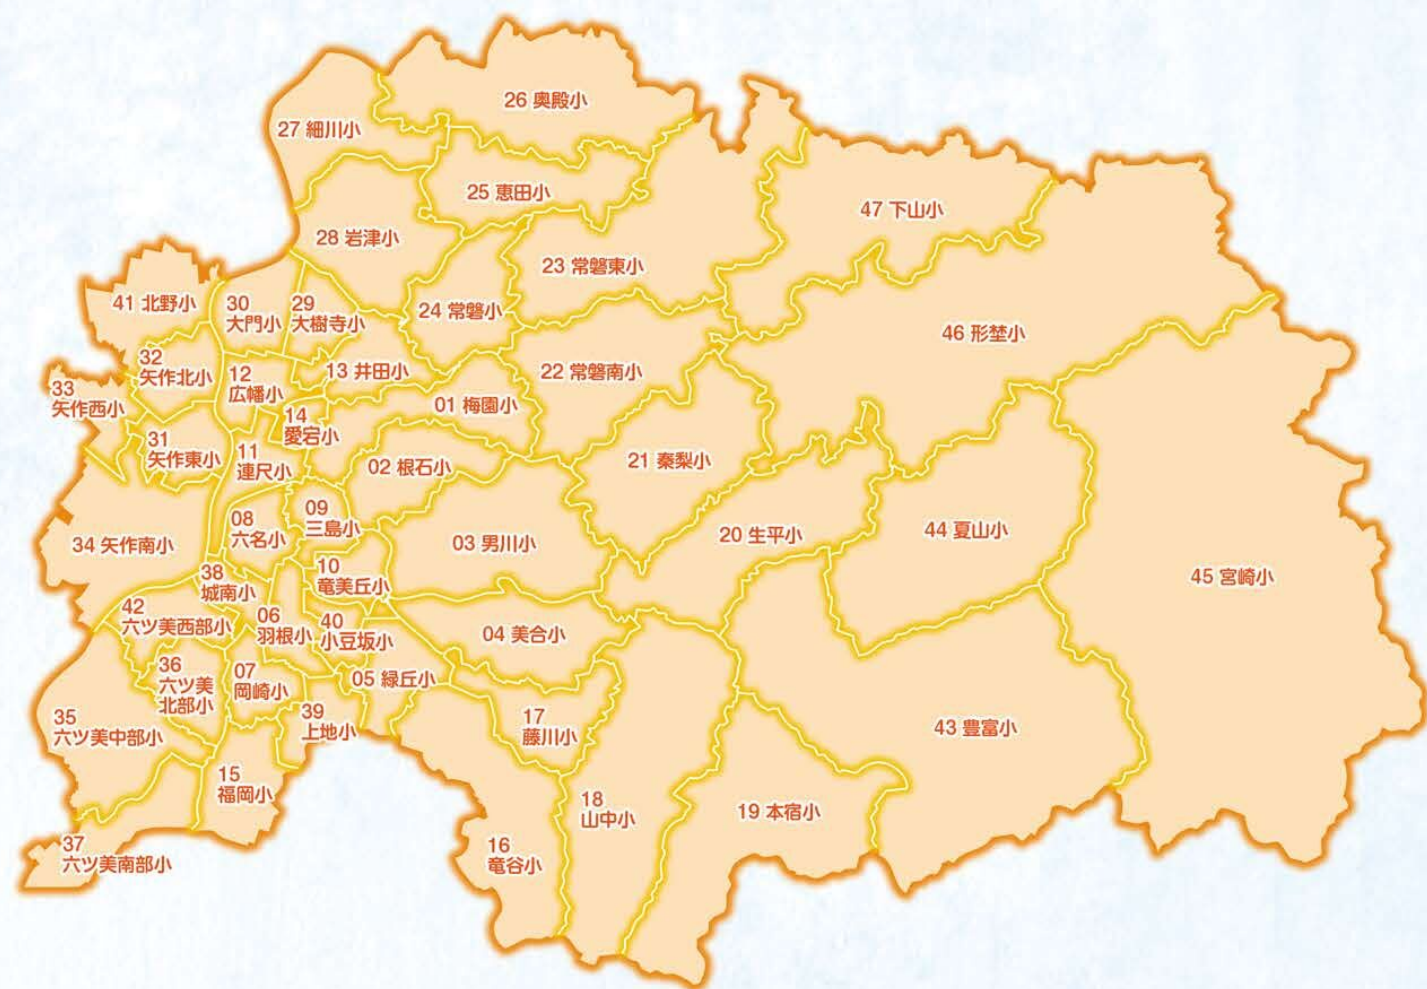 26 奥殿小
27 細川小
25 恵田小
47 下山小
28 岩津小
23 常磐東小
41 北野小
30
大門小
29
大樹寺小
24 常磐小
46 形埜小
32
矢作北小
12
広幡小
13 井田小
22 常磐南小
33
矢作西小
01 梅園小
14
愛宕小
31
矢作東小
11
連尺小
02 根石小
21 秦梨小
08
六名小
09
三島小
34 矢作南小
03 男川小
20 生平小
44 夏山小
45 宮崎小
38
城南小
10
竜美丘小
42
六ツ美西部小
06
羽根小
40
小豆坂小
04 美合小
36
六ツ美
北部小
07
岡崎小
05 緑丘小
35
六ツ美中部小
39
上地小
17
藤川小
43 豊富小
15
福岡小
18
山中小
19 本宿小
37
六ツ美南部小
16
竜谷小